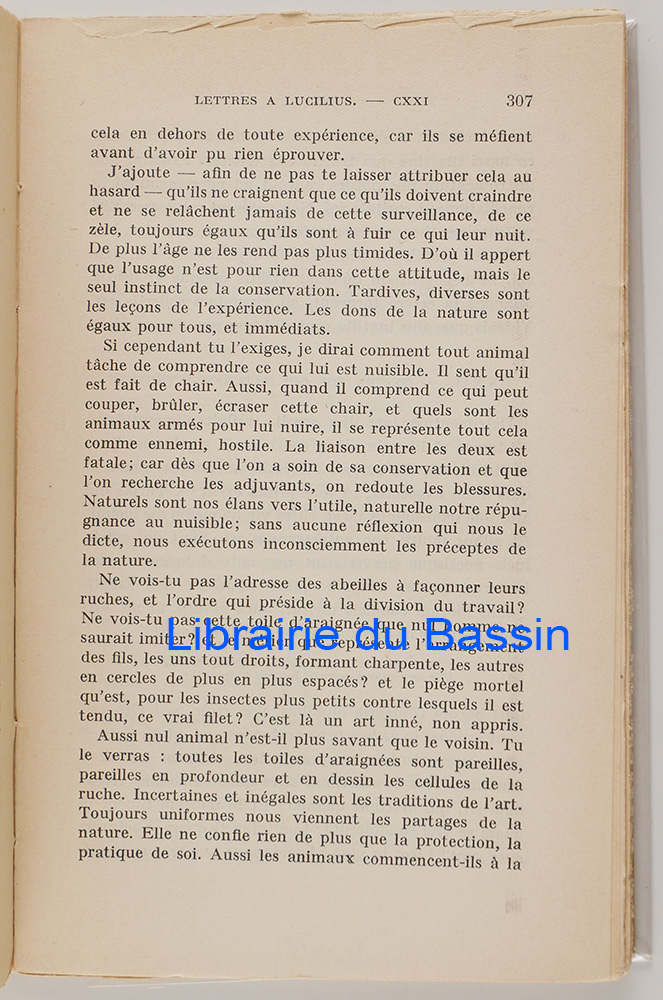 LETTRES A LUCILIUS. — CXXI 307
cela en dehors de toute expérience, car ils se méfient
avant d'avoir pu rien éprouver.
J'ajoute — afin de ne pas te laisser attribuer cela au
hasard — qu'ils ne craignent que ce qu'ils doivent craindre
et ne se relâchent jamais de cette surveillance, de ce
zèle, toujours égaux qu'ils sont à fuir ce qui leur nuit.
De plus l'âge ne les rend pas plus timides. D'où il appert
que l'usage n'est pour rien dans cette attitude, mais le
seul instinct de la conservation. Tardives, diverses sont
les leçons de l'expérience. Les dons de la nature sont
égaux pour tous, et immédiats.
Si cependant tu l'exiges, je dirai comment tout animal
tâche de comprendre ce qui lui est nuisible. Il sent qu'il
est fait de chair. Aussi, quand il comprend ce qui peut
couper, brûler, écraser cette chair, et quels sont les
animaux armés pour lui nuire, il se représente tout cela
comme ennemi, hostile. La liaison entre les deux est
fatale; car dès que l'on a soin de sa conservation et que
l'on recherche les adjuvants, on redoute les blessures.
Naturels sont nos élans vers l'utile, naturelle notre répu-
gnance au nuisible; sans aucune réflexion qui nous le
dicte, nous exécutons inconsciemment les préceptes de
la nature.
Ne vois-tu pas l'adresse des abeilles à façonner leurs
ruches, et l'ordre qui préside à la division du travail?
Ne vois-tu pas cette toile d'araignée que nul homme ne
saurait imiter? et le métier que représente l'arrangement
Librairie du Bassin
des fils, les uns tout droits, formant charpente, les autres
en cercles de plus en plus espacés? et le piège mortel
qu'est, pour les insectes plus petits contre lesquels il est
tendu, ce vrai filet? C'est là un art inné, non appris.
Aussi nul animal n'est-il plus savant que le voisin. Tu
le verras : toutes les toiles d'araignées sont pareilles,
pareilles en profondeur et en dessin les cellules de la
ruche. Incertaines et inégales sont les traditions de l'art.
Toujours uniformes nous viennent les partages de la
nature. Elle ne confie rien de plus que la protection, la
pratique de soi. Aussi les animaux commencent-ils à la